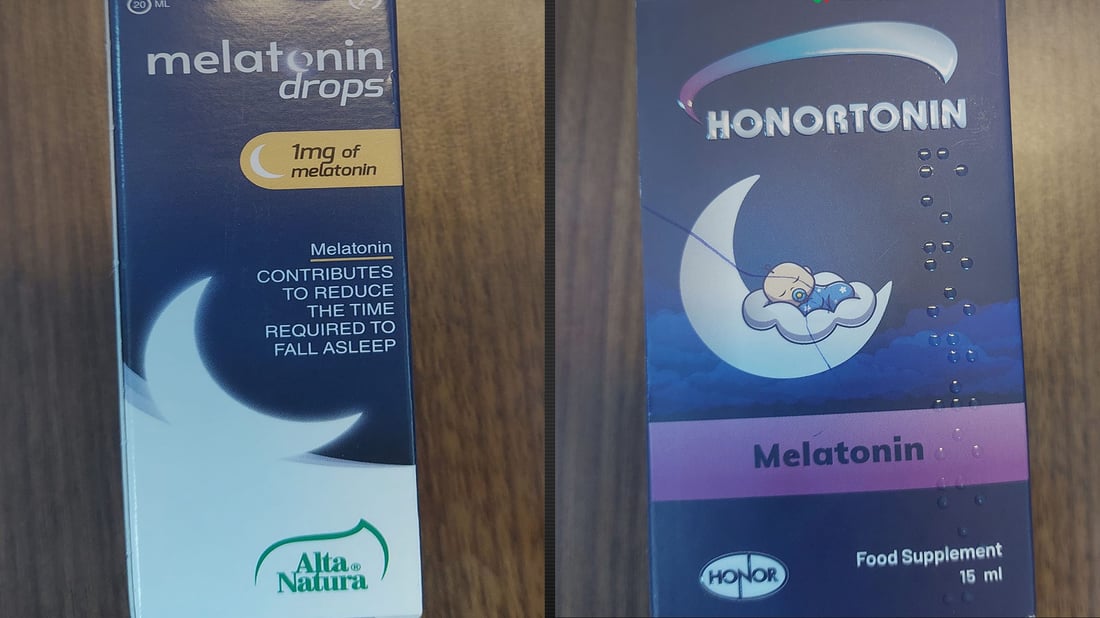 20 ML
melatonin
drops
1mg of
melatonin
Melatonin
CONTRIBUTES
TO REDUCE
THE TIME
REQUIRED TO
FALL ASLEEP
Alta®
Natura
HONORTONIN
Melatonin
HONOR
Food Supplement
15 ml